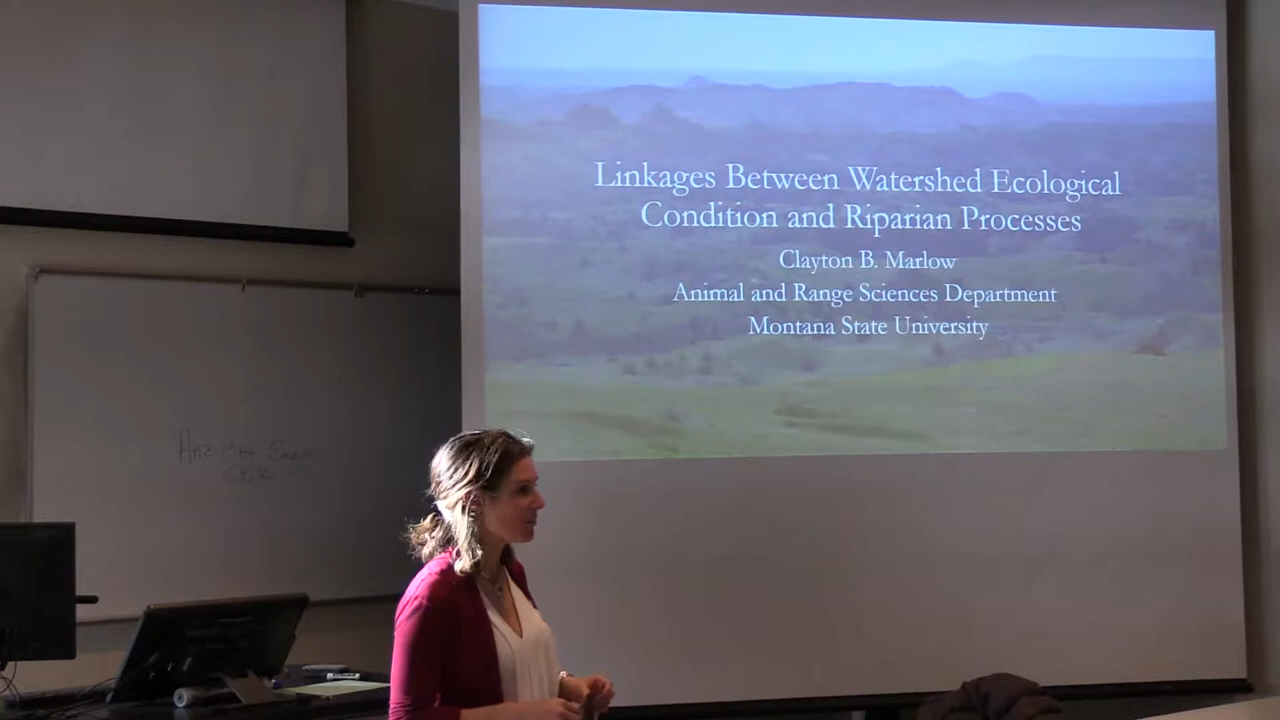 Linkages Between Watershed Ecological
Condition and Riparian Processes
Clayton B. Marlow
Animal and Range Sciences Department
Montana State University